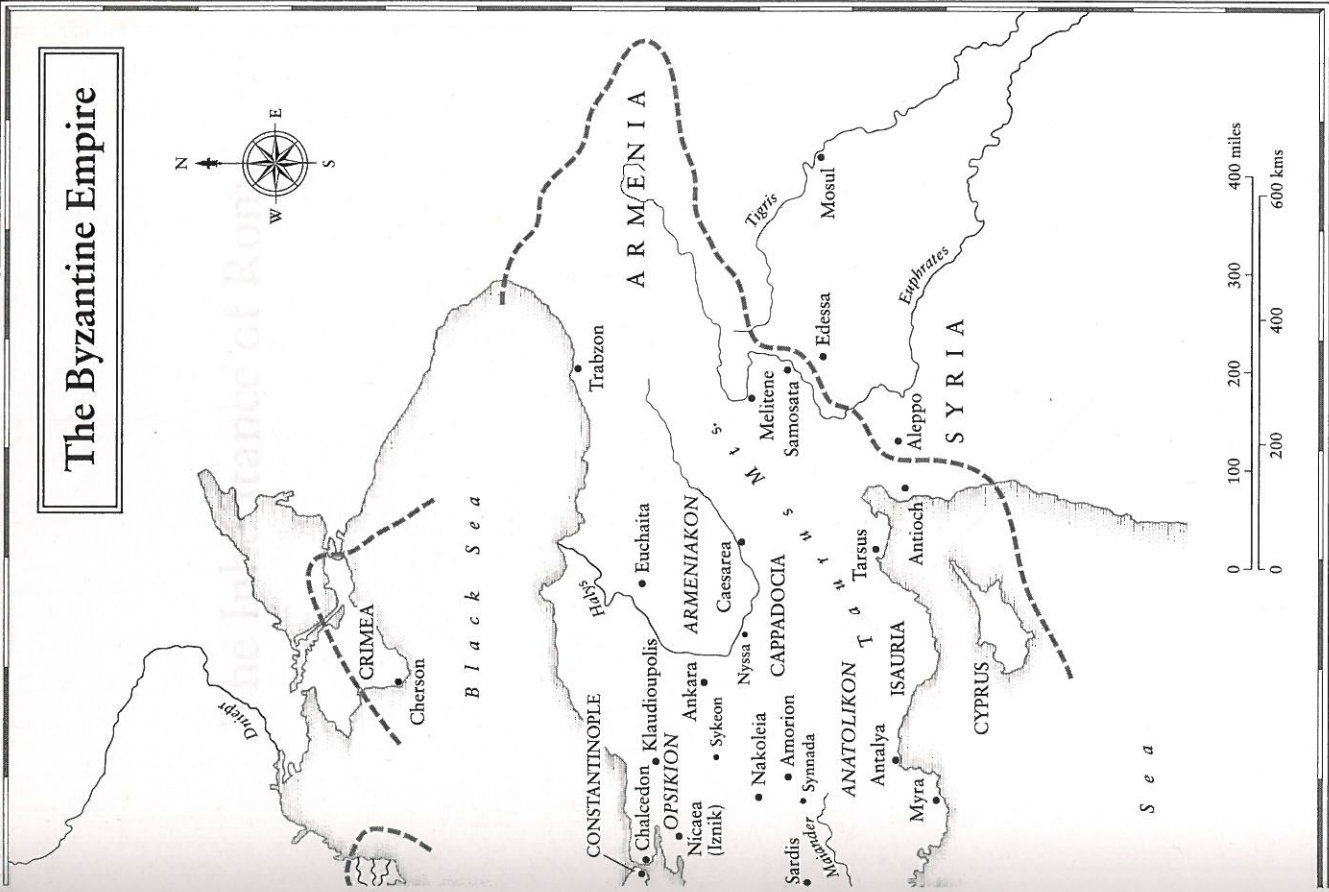 The Byzantine Empire
N
E
W
S
Dniepr
CRIMEA
Cherson
Black Sea
Trabzon
ARMENIA
CONSTANTINOPLE
Chalcedon
Klaudioupolis
OPSIKION
Nicaea
(Iznik)
Halys
Euchaita
ARMENIAKON
Ankara
Sykeon
Caesarea
Nyssa
Nakoleia
CAPPADOCIA
Amorion
Synnada
Sardis
Maiander
ANATOLIKON
Taurus Mts.
Melitene
Samosata
Edessa
Tigris
Mosul
Euphrates
ISAURIA
Antalya
Myra
Tarsus
Antioch
Aleppo
SYRIA
CYPRUS
Sea
0 100 200 300 400 miles
0 200 400 600 kms